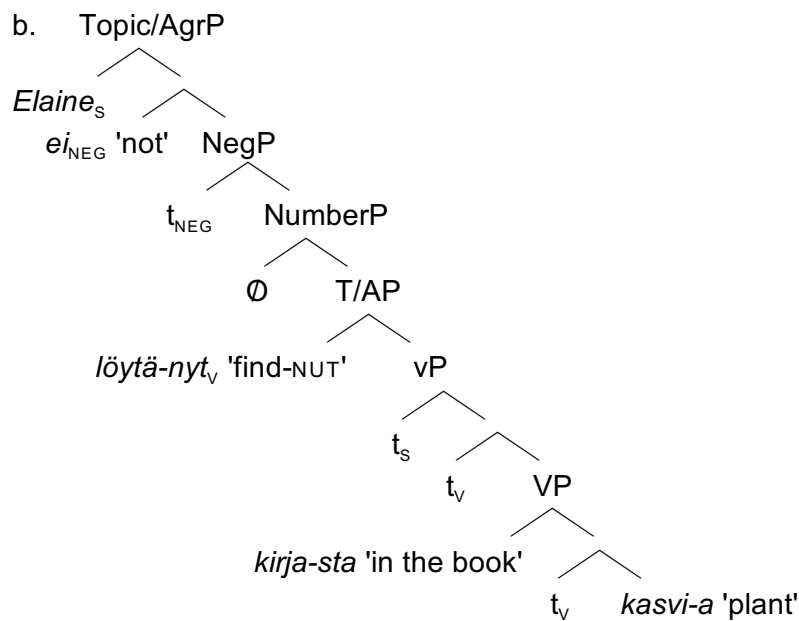 b. Topic/AgrP
Elaine_S
ei_NEG 'not' NegP
t_NEG NumberP
Ø T/AP
löytä-nyt_V 'find-NUT' vP
t_S
t_V VP
kirja-sta 'in the book'
t_V kasvi-a 'plant'